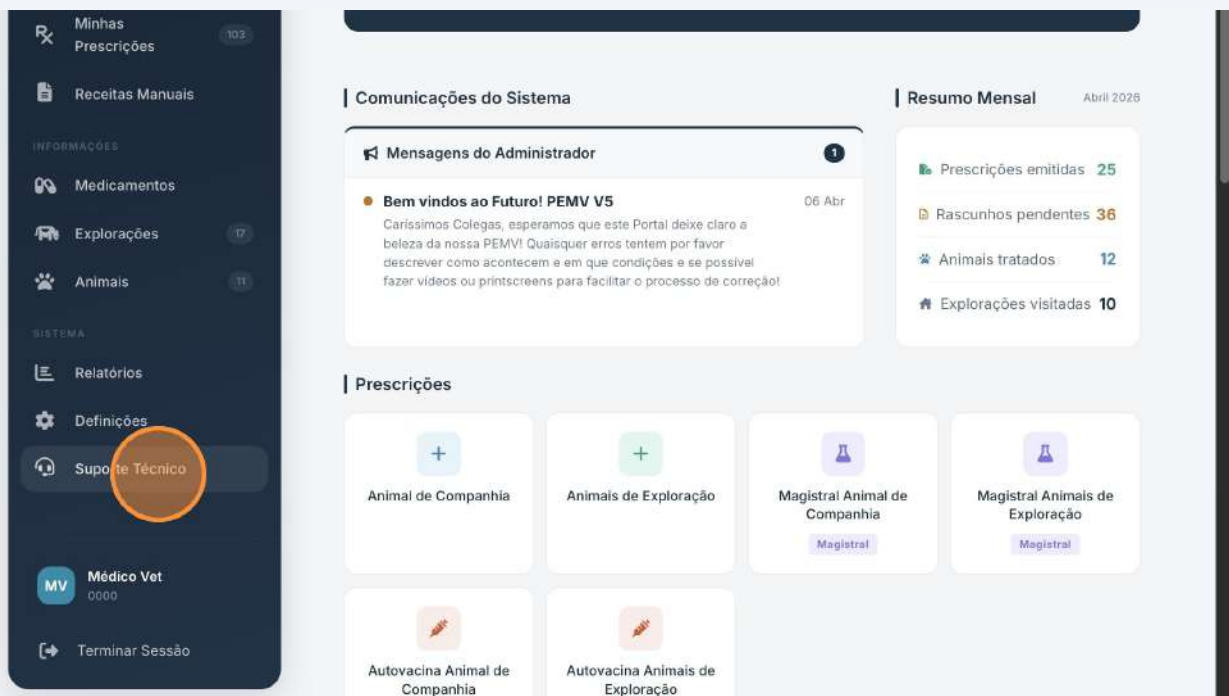 Minhas
Prescrições
103
Receitas Manuais
INFORMAÇÕES
Medicamentos
Explorações
17
Animais
11
SISTEMA
Relatórios
Definições
Suporte Técnico
MV
Médico Vet
0000
Terminar Sessão
Comunicações do Sistema
Mensagens do Administrador
1
Bem vindos ao Futuro! PEMV V5
06 Abr
Caríssimos Colegas, esperamos que este Portal deixe claro a
beleza da nossa PEMV! Quaisquer erros tentem por favor
descrever como acontecem e em que condições e se possível
fazer vídeos ou printscreens para facilitar o processo de correção!
Resumo Mensal
Abril 2026
Prescrições emitidas 25
Rascunhos pendentes 36
Animais tratados 12
Explorações visitadas 10
Prescrições
Animal de Companhia
Animais de Exploração
Magistral Animal de
Companhia
Magistral
Magistral Animais de
Exploração
Magistral
Autovacina Animal de
Companhia
Autovacina Animais de
Exploração